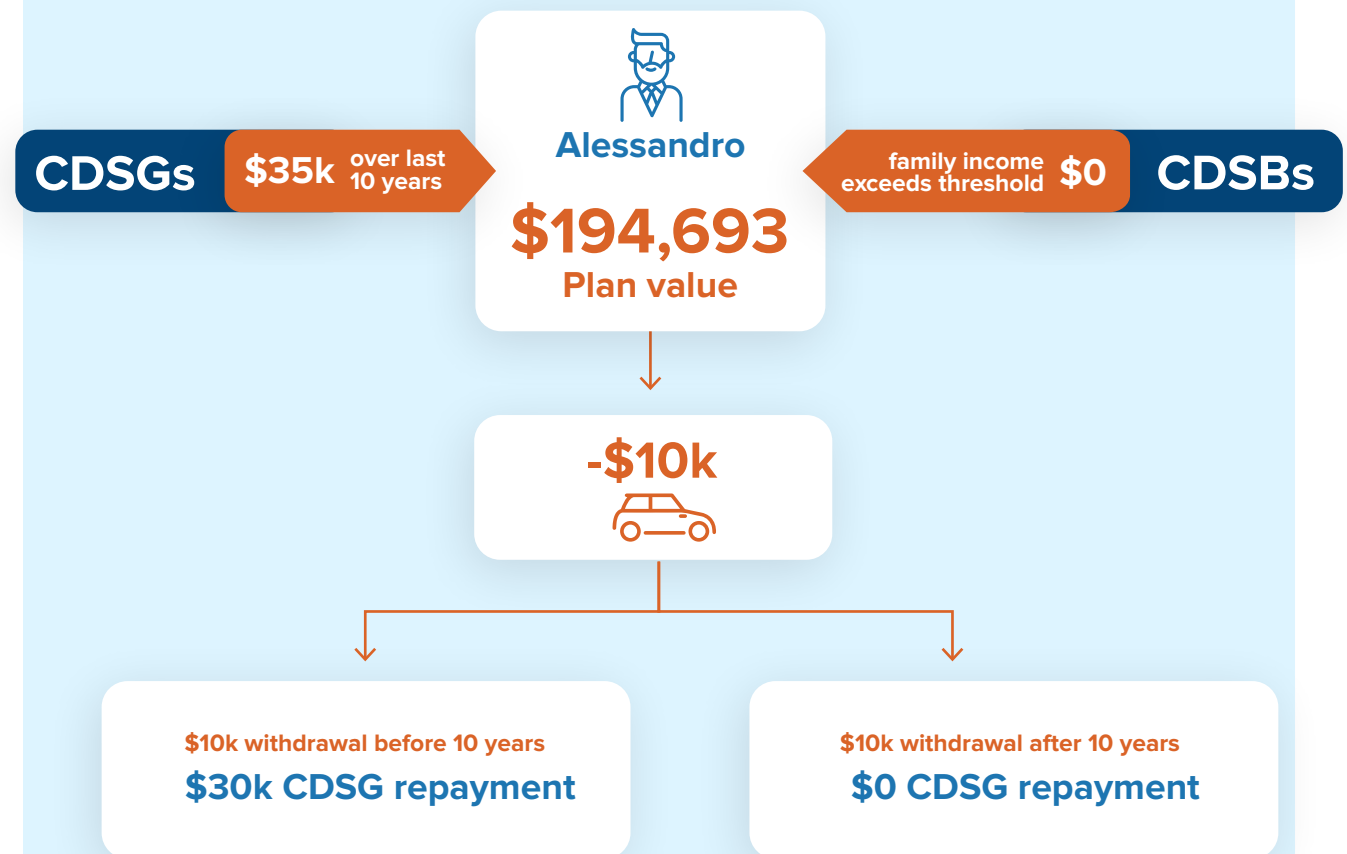 Alessandro
$194,693
Plan value
CDSGs
$35k
over last
10 years
family income
exceeds threshold
$0
CDSBs
-$10k
$10k withdrawal before 10 years
$30k CDSG repayment
$10k withdrawal after 10 years
$0 CDSG repayment